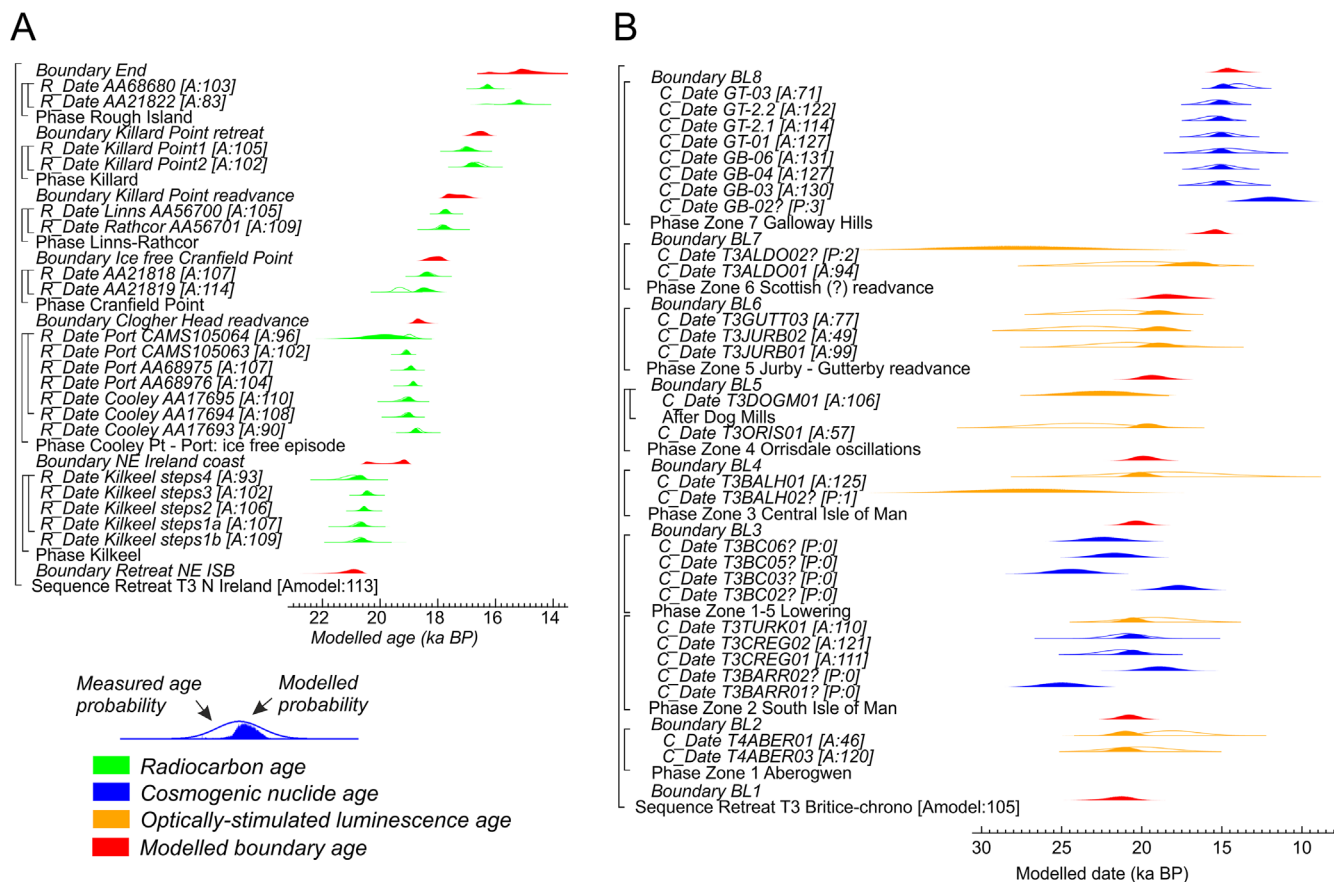 A
Boundary End
R_Date AA68680 [A:103]
R_Date AA21822 [A:83]
Phase Rough Island
Boundary Killard Point retreat
R_Date Killard Point1 [A:105]
R_Date Killard Point2 [A:102]
Phase Killard
Boundary Killard Point readvance
R_Date Linns AA56700 [A:105]
R_Date Rathcor AA56701 [A:109]
Phase Linns-Rathcor
Boundary Ice free Cranfield Point
R_Date AA21818 [A:107]
R_Date AA21819 [A:114]
Phase Cranfield Point
Boundary Clogher Head readvance
R_Date Port CAMS105064 [A:96]
R_Date Port CAMS105063 [A:102]
R_Date Port AA68975 [A:107]
R_Date Port AA68976 [A:104]
R_Date Cooley AA17695 [A:110]
R_Date Cooley AA17694 [A:108]
R_Date Cooley AA17693 [A:90]
Phase Cooley Pt - Port: ice free episode
Boundary NE Ireland coast
R_Date Kilkeel steps4 [A:93]
R_Date Kilkeel steps3 [A:102]
R_Date Kilkeel steps2 [A:106]
R_Date Kilkeel steps1a [A:107]
R_Date Kilkeel steps1b [A:109]
Phase Kilkeel
Boundary Retreat NE ISB
Sequence Retreat T3 N Ireland [Amodel:113]
22 20 18 16 14
Modelled age (ka BP)
Measured age probability
Modelled probability
Radiocarbon age
Cosmogenic nuclide age
Optically-stimulated luminescence age
Modelled boundary age
B
Boundary BL8
C_Date GT-03 [A:71]
C_Date GT-2.2 [A:122]
C_Date GT-2.1 [A:114]
C_Date GT-01 [A:127]
C_Date GB-06 [A:131]
C_Date GB-04 [A:127]
C_Date GB-03 [A:130]
C_Date GB-02? [P:3]
Phase Zone 7 Galloway Hills
Boundary BL7
C_Date T3ALDO02? [P:2]
C_Date T3ALDO01 [A:94]
Phase Zone 6 Scottish (?) readvance
Boundary BL6
C_Date T3GUTT03 [A:77]
C_Date T3JURB02 [A:49]
C_Date T3JURB01 [A:99]
Phase Zone 5 Jurby - Gutterby readvance
Boundary BL5
C_Date T3DOGM01 [A:106]
After Dog Mills
C_Date T3ORIS01 [A:57]
Phase Zone 4 Orrisdale oscillations
Boundary BL4
C_Date T3BALH01 [A:125]
C_Date T3BALH02? [P:1]
Phase Zone 3 Central Isle of Man
Boundary BL3
C_Date T3BC06? [P:0]
C_Date T3BC05? [P:0]
C_Date T3BC03? [P:0]
C_Date T3BC02? [P:0]
Phase Zone 1-5 Lowering
C_Date T3TURK01 [A:110]
C_Date T3CREG02 [A:121]
C_Date T3CREG01 [A:111]
C_Date T3BARR02? [P:0]
C_Date T3BARR01? [P:0]
Phase Zone 2 South Isle of Man
Boundary BL2
C_Date T4ABER01 [A:46]
C_Date T4ABER03 [A:120]
Phase Zone 1 Aberogwen
Boundary BL1
Sequence Retreat T3 Britice-chrono [Amodel:105]
30 25 20 15 10
Modelled date (ka BP)